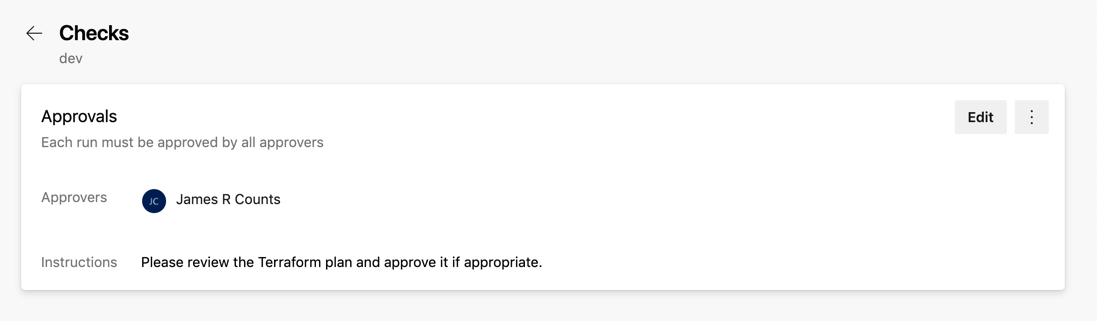 Checks
dev
Approvals
Edit
Each run must be approved by all approvers
Approvers
JC
James R Counts
Instructions
Please review the Terraform plan and approve it if appropriate.